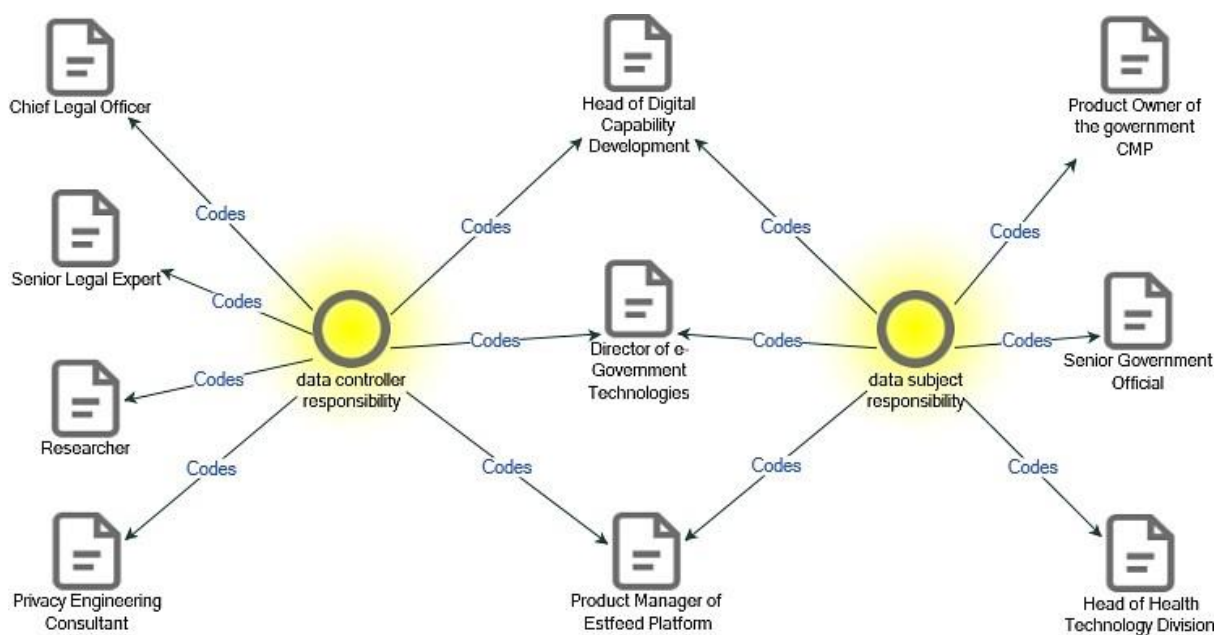 Chief Legal Officer
Head of Digital
Capability
Development
Product Owner of
the government
CMP
Codes
Codes
Codes
Codes
Senior Legal Expert
Codes
Codes
Codes
Codes
Director of e-
Government
Technologies
Senior Government
Official
data controller
responsibility
data subject
responsibility
Codes
Researcher
Codes
Codes
Codes
Codes
Privacy Engineering
Consultant
Product Manager of
Estfeed Platform
Head of Health
Technology Division